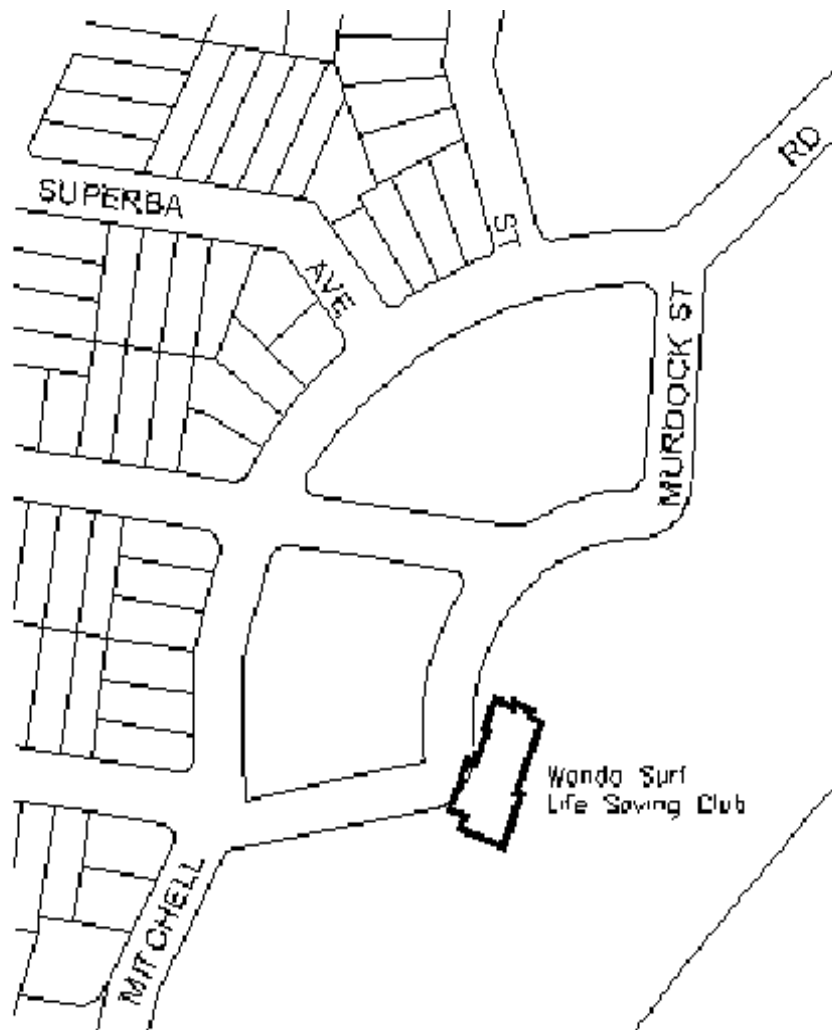 RD
SUPERBA
ST
AVE
MURDOCK ST
Wanda Surf
Life Saving Club
MITCHELL